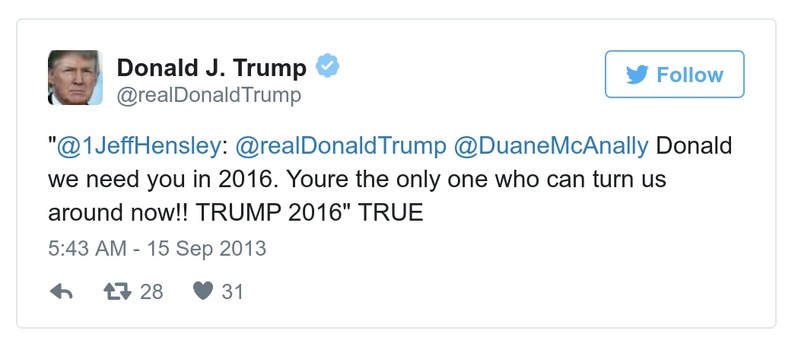 Donald J. Trump
@realDonaldTrump
Follow
"@1JeffHensley: @realDonaldTrump @DuaneMcAnally Donald
we need you in 2016. Youre the only one who can turn us
around now!! TRUMP 2016" TRUE
5:43 AM - 15 Sep 2013
28
31